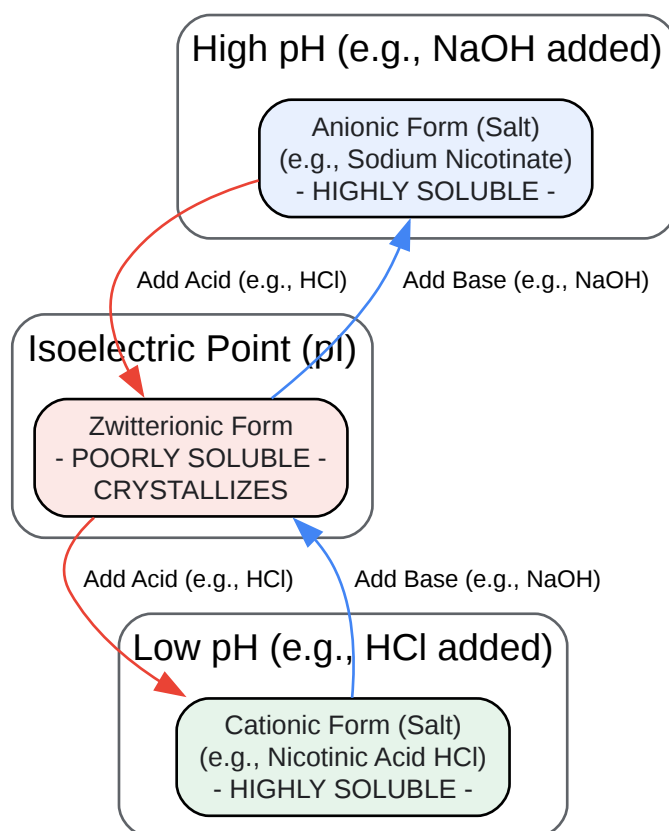 High pH (e.g., NaOH added)
Anionic Form (Salt)
(e.g., Sodium Nicotinate)
- HIGHLY SOLUBLE -
Add Acid (e.g., HCl)
Add Base (e.g., NaOH)
Isoelectric Point (pI)
Zwitterionic Form
- POORLY SOLUBLE -
CRYSTALLIZES
Add Acid (e.g., HCl)
Add Base (e.g., NaOH)
Low pH (e.g., HCl added)
Cationic Form (Salt)
(e.g., Nicotinic Acid HCl)
- HIGHLY SOLUBLE -